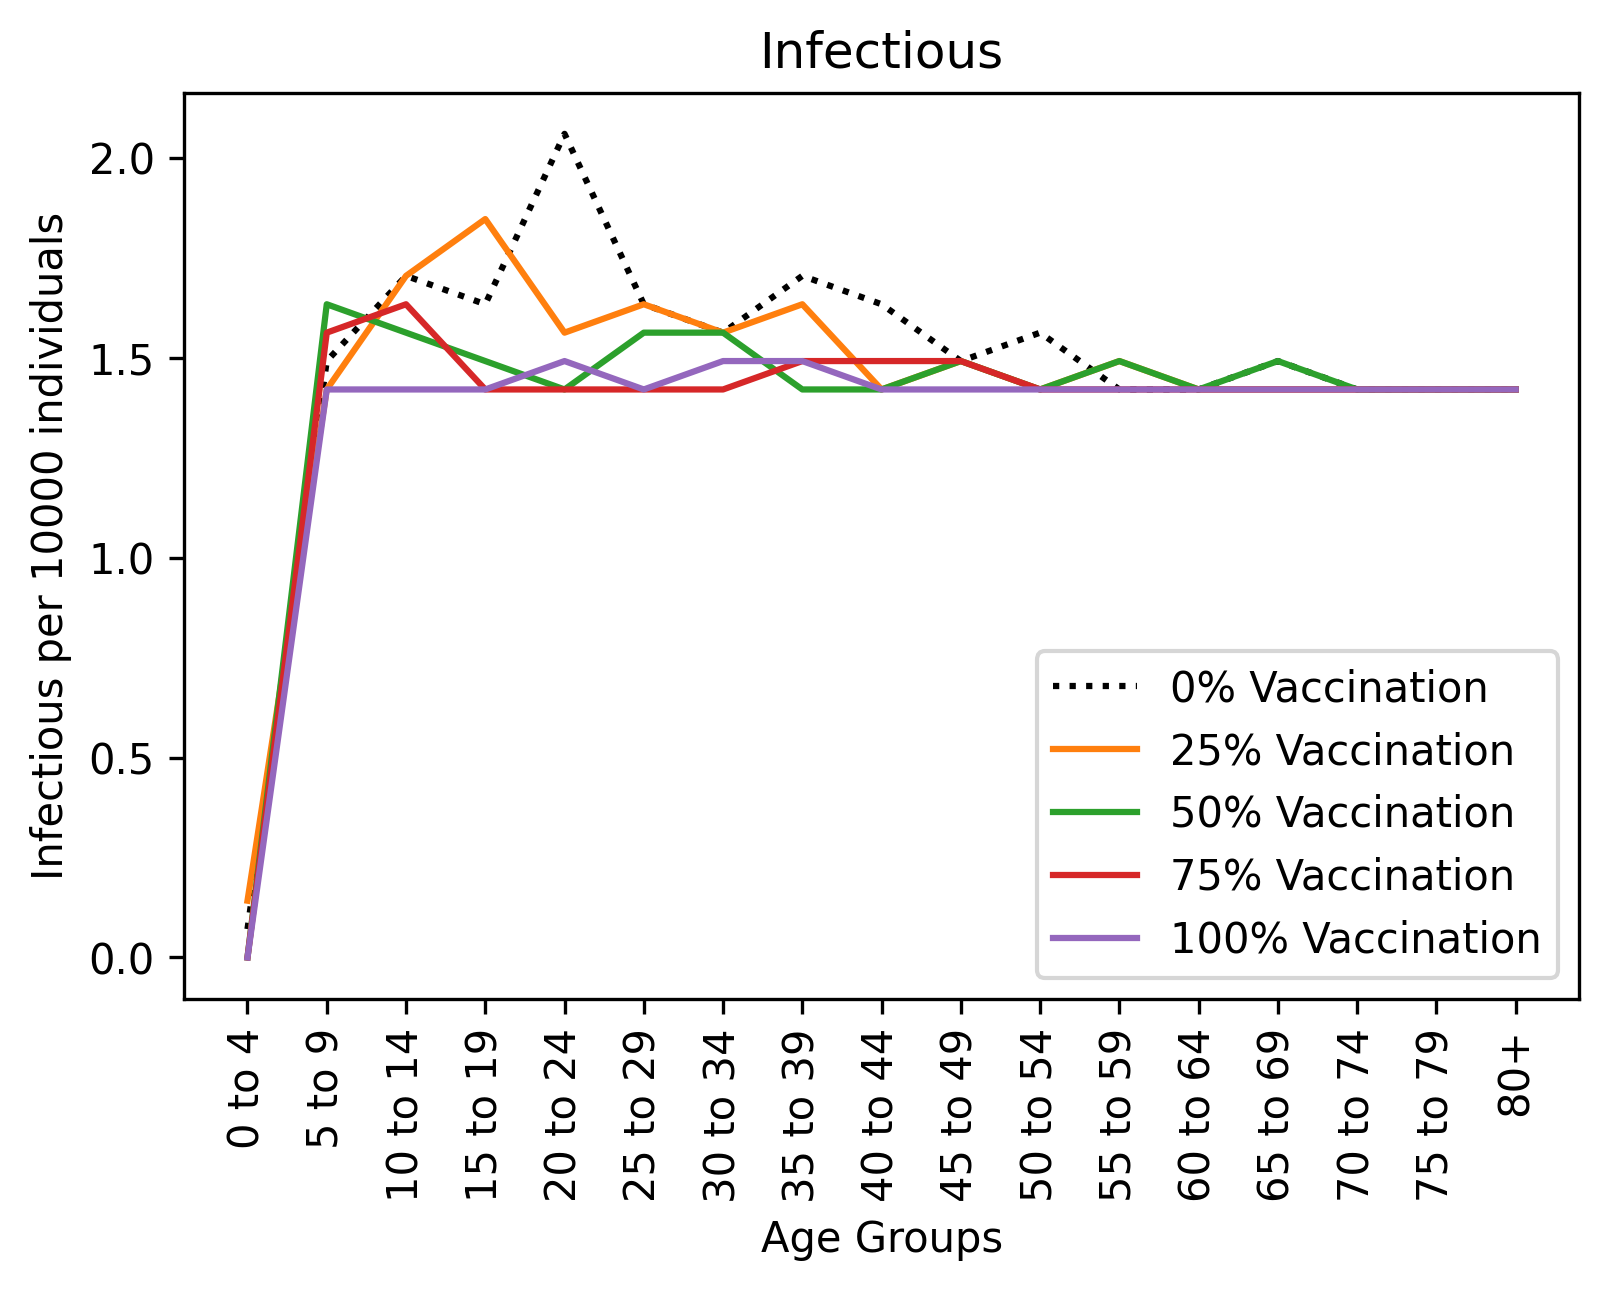 Infectious
Infectious per 10000 individuals
2.0
1.5
1.0
0.5
0.0
0% Vaccination
25% Vaccination
50% Vaccination
75% Vaccination
100% Vaccination
0 to 4
5 to 9
10 to 14
15 to 19
20 to 24
25 to 29
30 to 34
35 to 39
40 to 44
45 to 49
50 to 54
55 to 59
60 to 64
65 to 69
70 to 74
75 to 79
80+
Age Groups